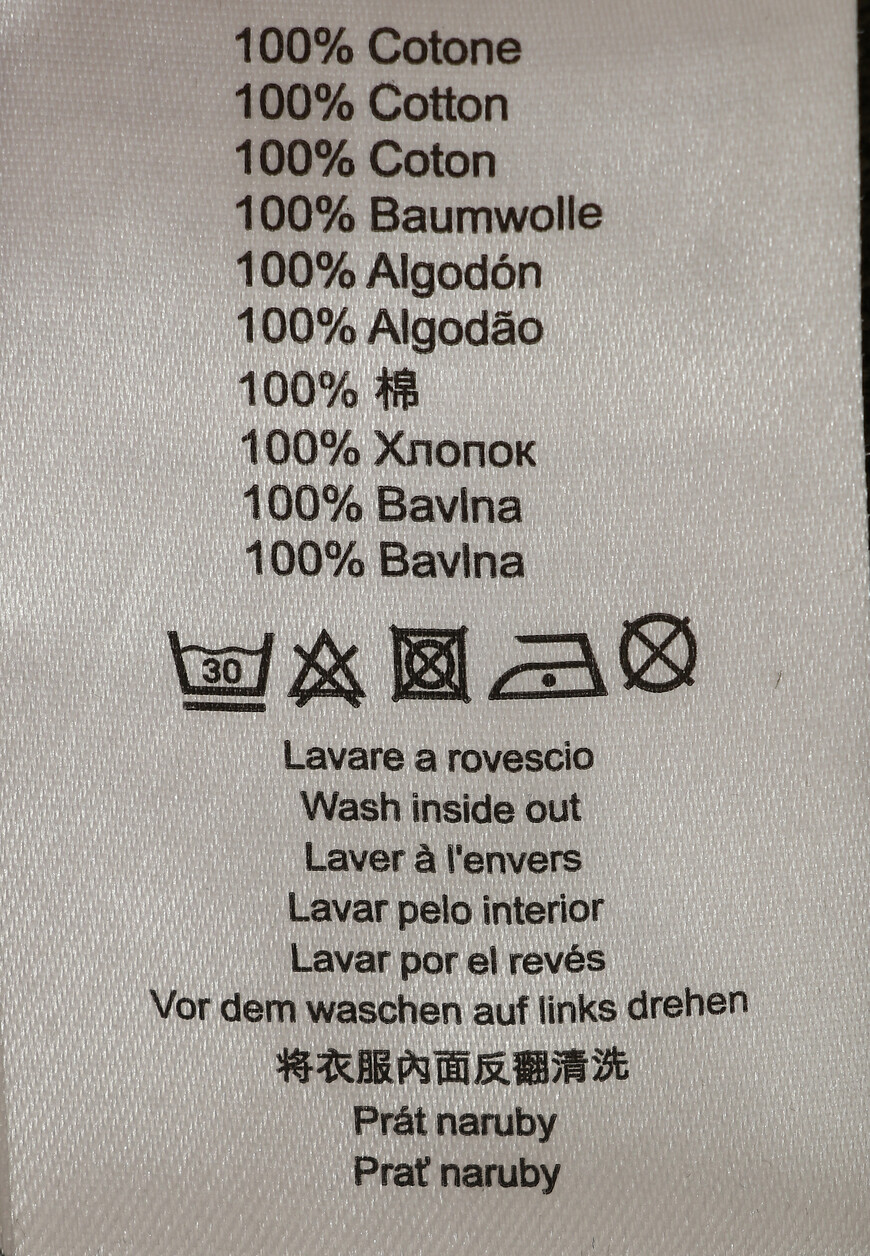 100% Cotone
100% Cotton
100% Coton
100% Baumwolle
100% Algodón
100% Algodão
100% 棉
100% Хлопок
100% Bavlna
100% Bavlna
30
Lavare a rovescio
Wash inside out
Laver à l'envers
Lavar pelo interior
Lavar por el revés
Vor dem waschen auf links drehen
将衣服內面反翻清洗
Prát naruby
Prať naruby